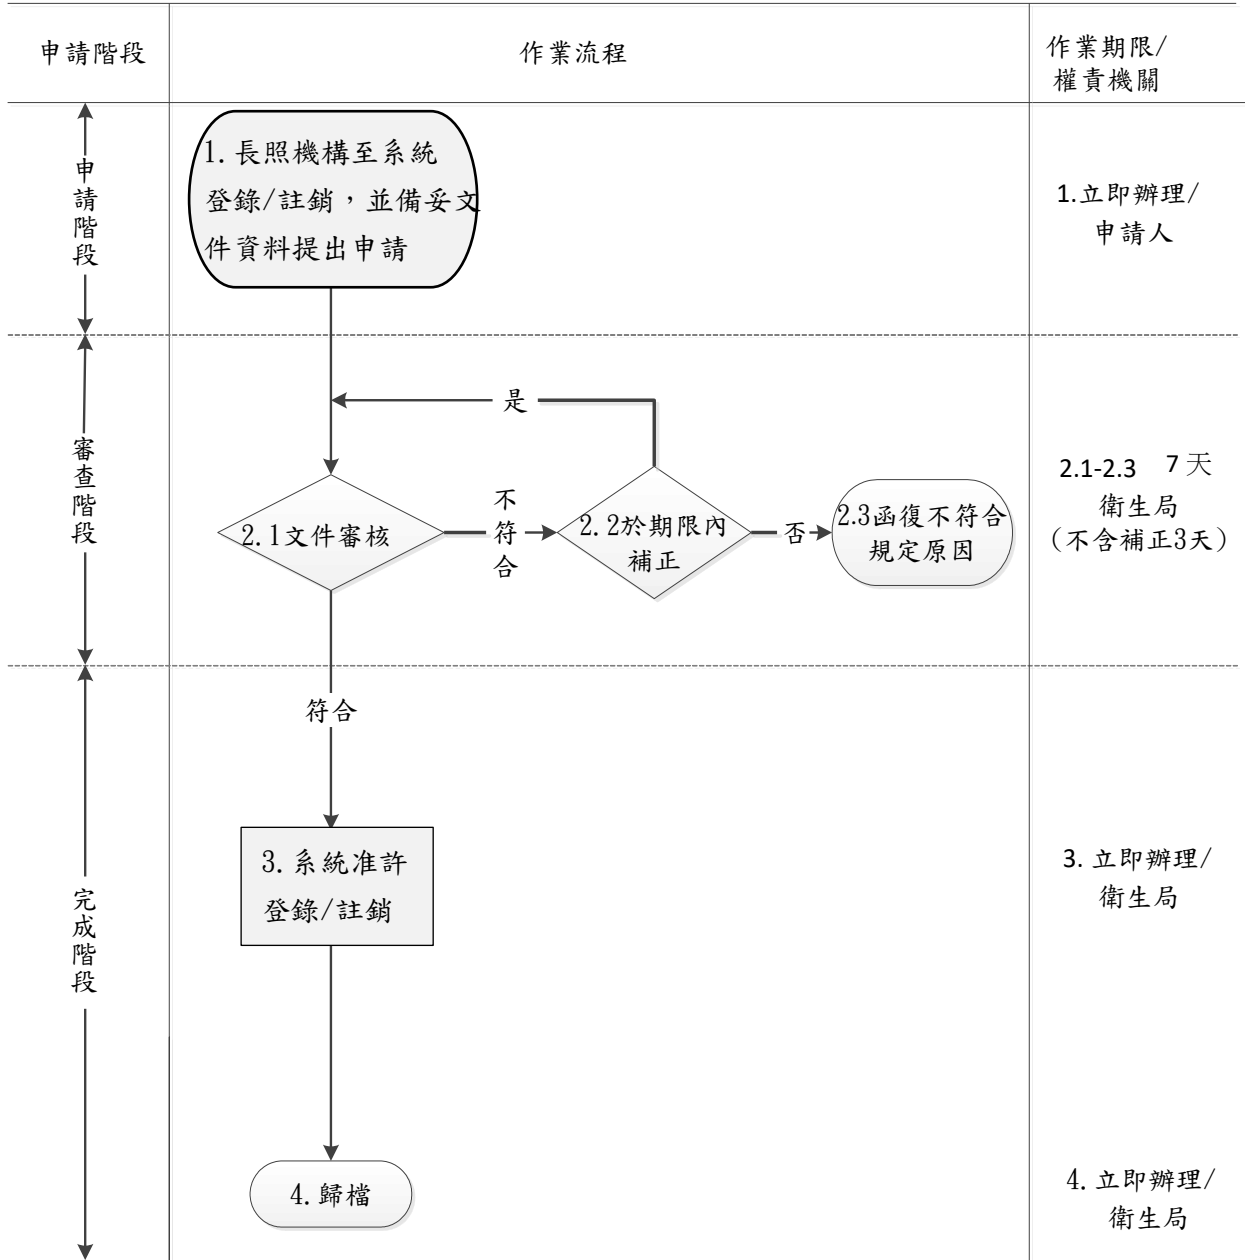 申請階段
作業流程
作業期限/
權責機關
申請階段
1. 長照機構至系統
登錄/註銷，並備妥文
件資料提出申請
1.立即辦理/
申請人
審查階段
是
2.1文件審核
不符合
2.2於期限內
補正
否
2.3函復不符合
規定原因
2.1-2.3 7天
衛生局
（不含補正3天）
完成階段
符合
3. 系統准許
登錄/註銷
3. 立即辦理/
衛生局
4. 歸檔
4. 立即辦理/
衛生局